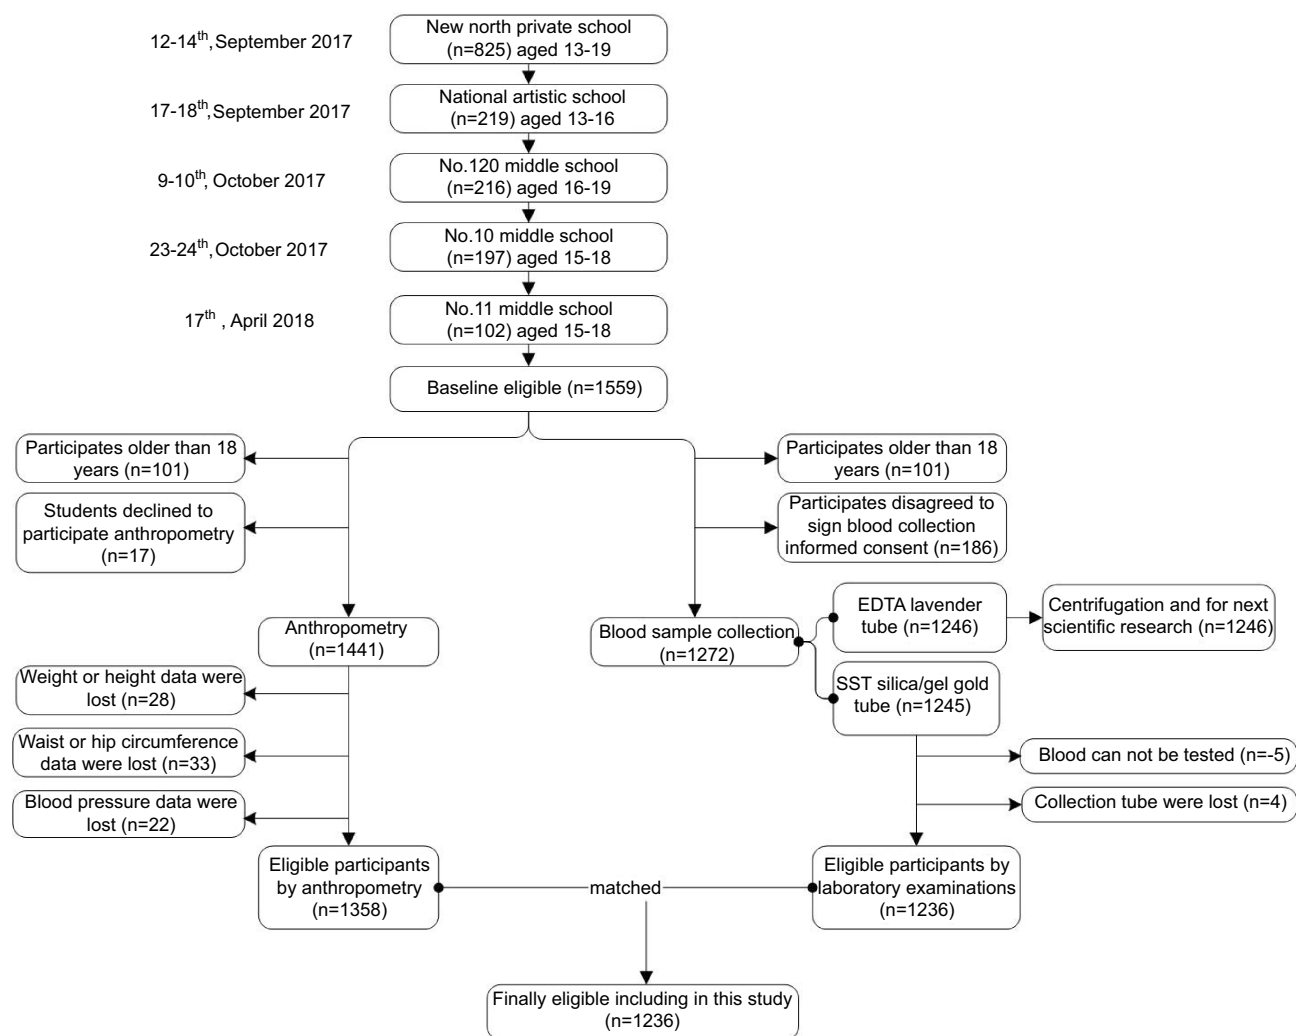 12-14th, September 2017
New north private school
(n=825) aged 13-19
17-18th, September 2017
National artistic school
(n=219) aged 13-16
9-10th, October 2017
No.120 middle school
(n=216) aged 16-19
23-24th, October 2017
No.10 middle school
(n=197) aged 15-18
17th , April 2018
No.11 middle school
(n=102) aged 15-18
Baseline eligible (n=1559)
Participates older than 18
years (n=101)
Participates older than 18
years (n=101)
Students declined to
participate anthropometry
(n=17)
Participates disagreed to
sign blood collection
informed consent (n=186)
Anthropometry
(n=1441)
Blood sample collection
(n=1272)
EDTA lavender
tube (n=1246)
Centrifugation and for next
scientific research (n=1246)
SST silica/gel gold
tube (n=1245)
Weight or height data were
lost (n=28)
Waist or hip circumference
data were lost (n=33)
Blood can not be tested (n=-5)
Blood pressure data were
lost (n=22)
Collection tube were lost (n=4)
Eligible participants
by anthropometry
(n=1358)
matched
Eligible participants by
laboratory examinations
(n=1236)
Finally eligible including in this study
(n=1236)